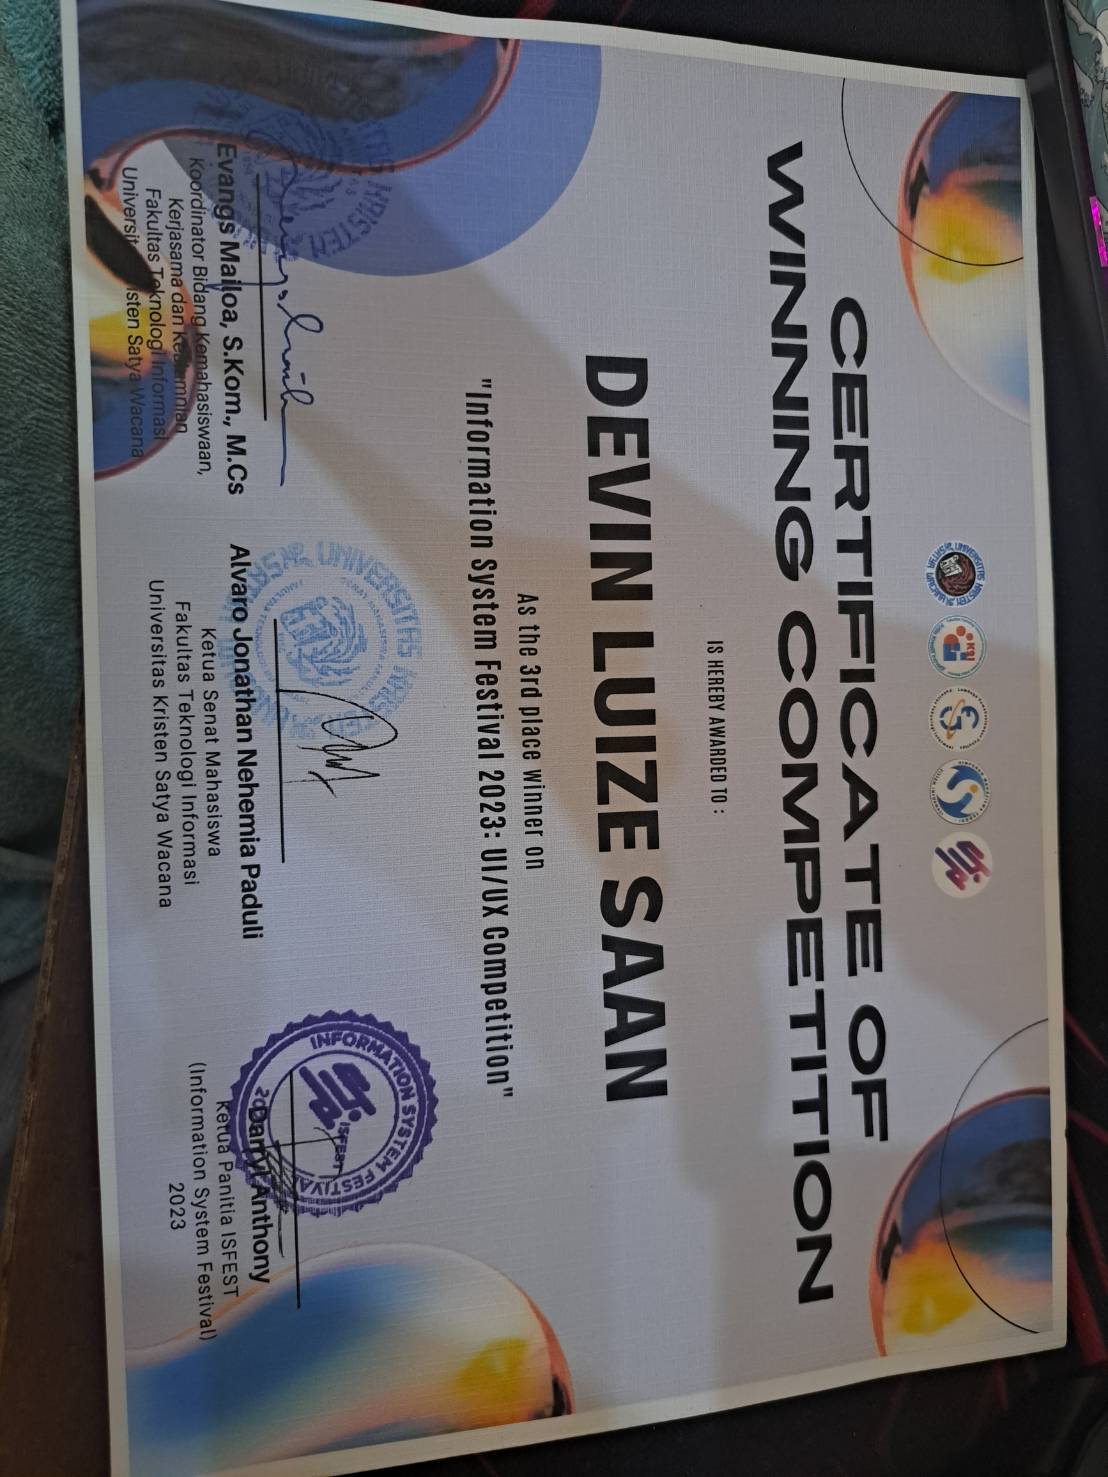 CERTIFICATE OF
WINNING COMPETITION
IS HEREBY AWARDED TO :
DEVIN LUIZE SAAN
As the 3rd place winner on
"Information System Festival 2023: UI/UX Competition"
INFORMATION SYSTEM FESTIVAL
ISFEST
Evangs Mailoa, S.Kom., M.Cs
Koordinator Bidang Kemahasiswaan,
Kerjasama dan
Fakultas Teknologi Informasi
Kristen Satya Wacana
Alvaro Jonathan Nehemia Paduli
Ketua Senat Mahasiswa
Fakultas Teknologi Informasi
Universitas Kristen Satya Wacana
Darryl Anthony
Ketua Panitia ISFEST
(Information System Festival)
2023